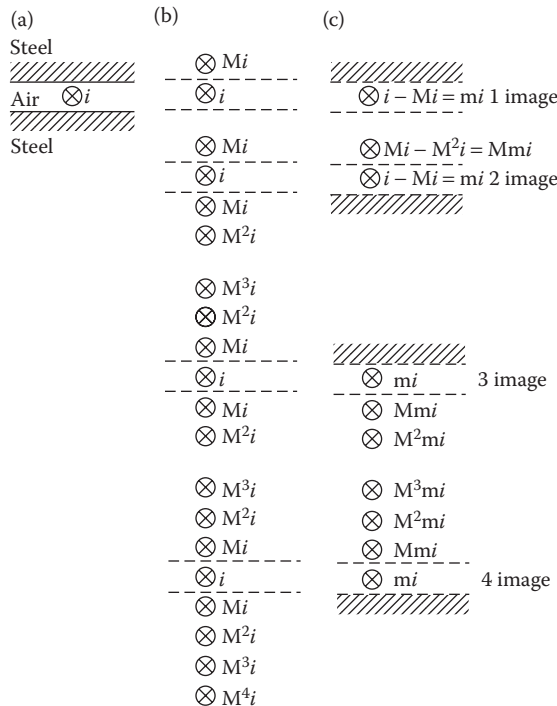 (a)
Steel
Air
i
Steel
(b)
Mi
i
Mi
i
Mi
M²i
M³i
M²i
Mi
i
Mi
M²i
M³i
M²i
Mi
i
Mi
M²i
M³i
M⁴i
(c)
i – Mi = mi 1 image
Mi – M²i = Mmi
i – Mi = mi 2 image
mi 3 image
Mmi
M²mi
M³mi
M²mi
Mmi
mi 4 image